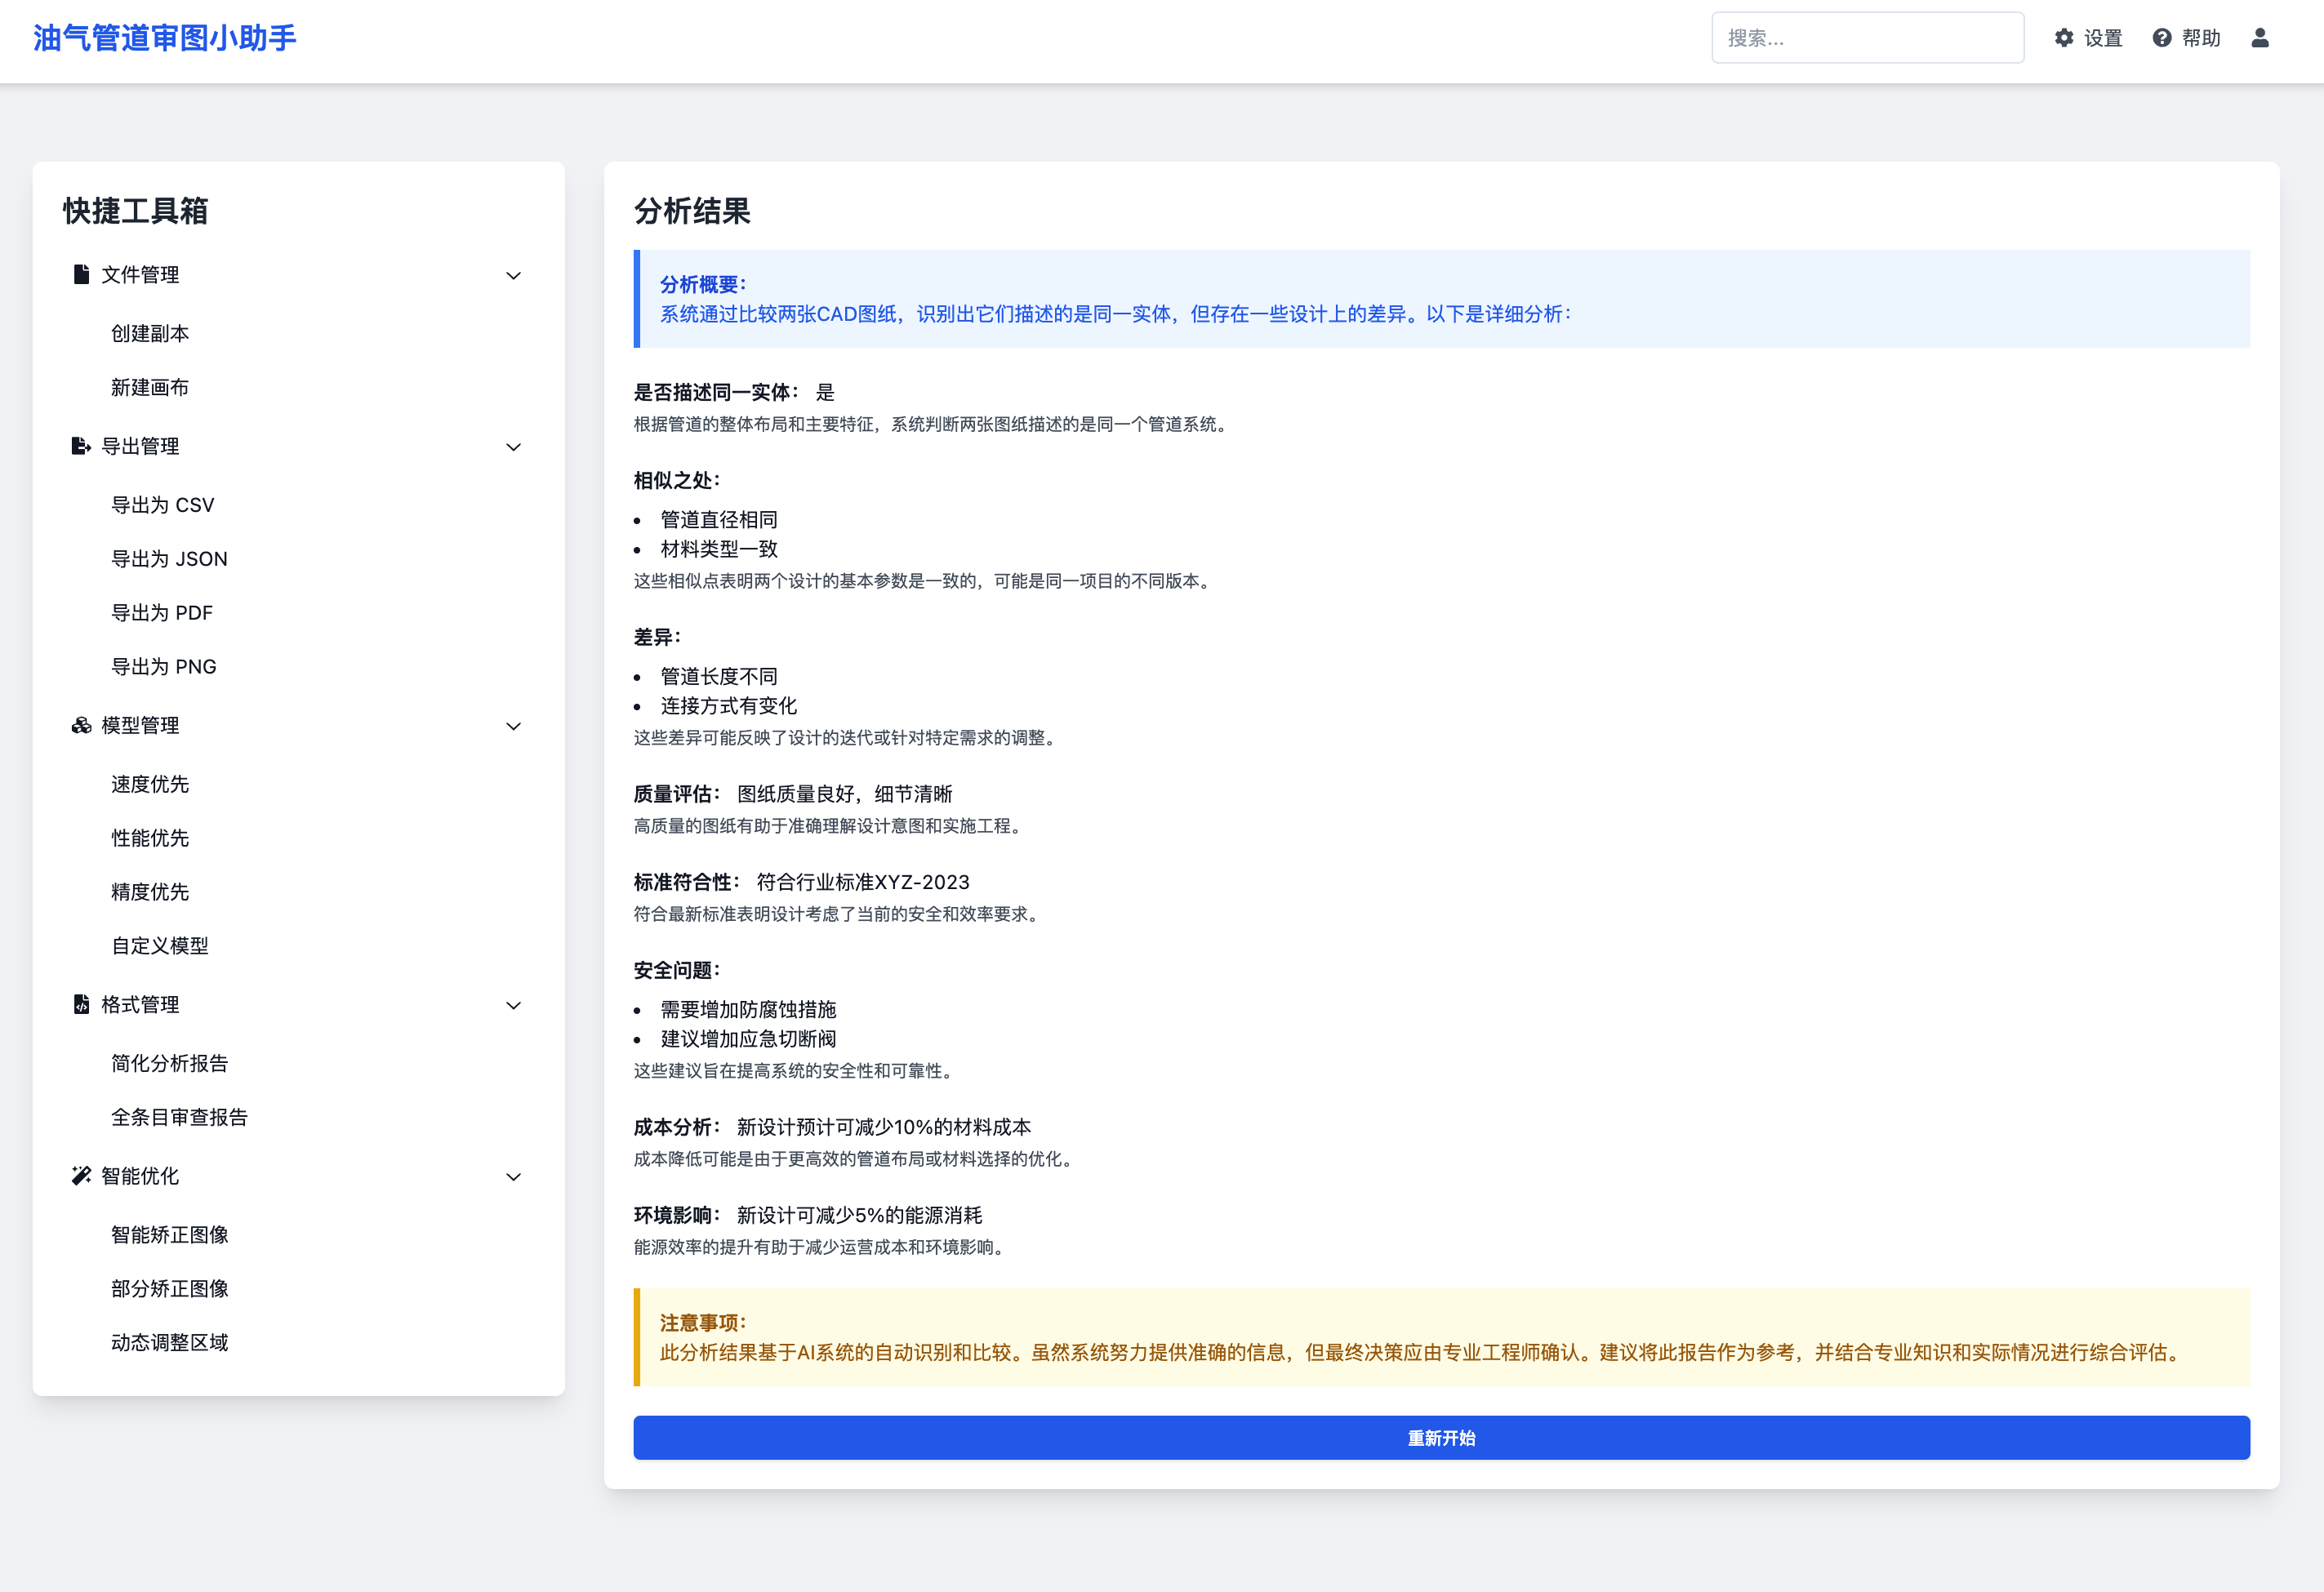 油气管道审图小助手
搜索...
设置
帮助
快捷工具箱
文件管理
创建副本
新建画布
导出管理
导出为 CSV
导出为 JSON
导出为 PDF
导出为 PNG
模型管理
速度优先
性能优先
精度优先
自定义模型
格式管理
简化分析报告
全条目审查报告
智能优化
智能矫正图像
部分矫正图像
动态调整区域
分析结果
分析概要：
系统通过比较两张CAD图纸，识别出它们描述的是同一实体，但存在一些设计上的差异。以下是详细分析：
是否描述同一实体： 是
根据管道的整体布局和主要特征，系统判断两张图纸描述的是同一个管道系统。
相似之处：
• 管道直径相同
• 材料类型一致
这些相似点表明两个设计的基本参数是一致的，可能是同一项目的不同版本。
差异：
• 管道长度不同
• 连接方式有变化
这些差异可能反映了设计的迭代或针对特定需求的调整。
质量评估： 图纸质量良好，细节清晰
高质量的图纸有助于准确理解设计意图和实施工程。
标准符合性： 符合行业标准XYZ-2023
符合最新标准表明设计考虑了当前的安全和效率要求。
安全问题：
• 需要增加防腐蚀措施
• 建议增加应急切断阀
这些建议旨在提高系统的安全性和可靠性。
成本分析： 新设计预计可减少10%的材料成本
成本降低可能是由于更高效的管道布局或材料选择的优化。
环境影响： 新设计可减少5%的能源消耗
能源效率的提升有助于减少运营成本和环境影响。
注意事项：
此分析结果基于AI系统的自动识别和比较。虽然系统努力提供准确的信息，但最终决策应由专业工程师确认。建议将此报告作为参考，并结合专业知识和实际情况进行综合评估。
重新开始